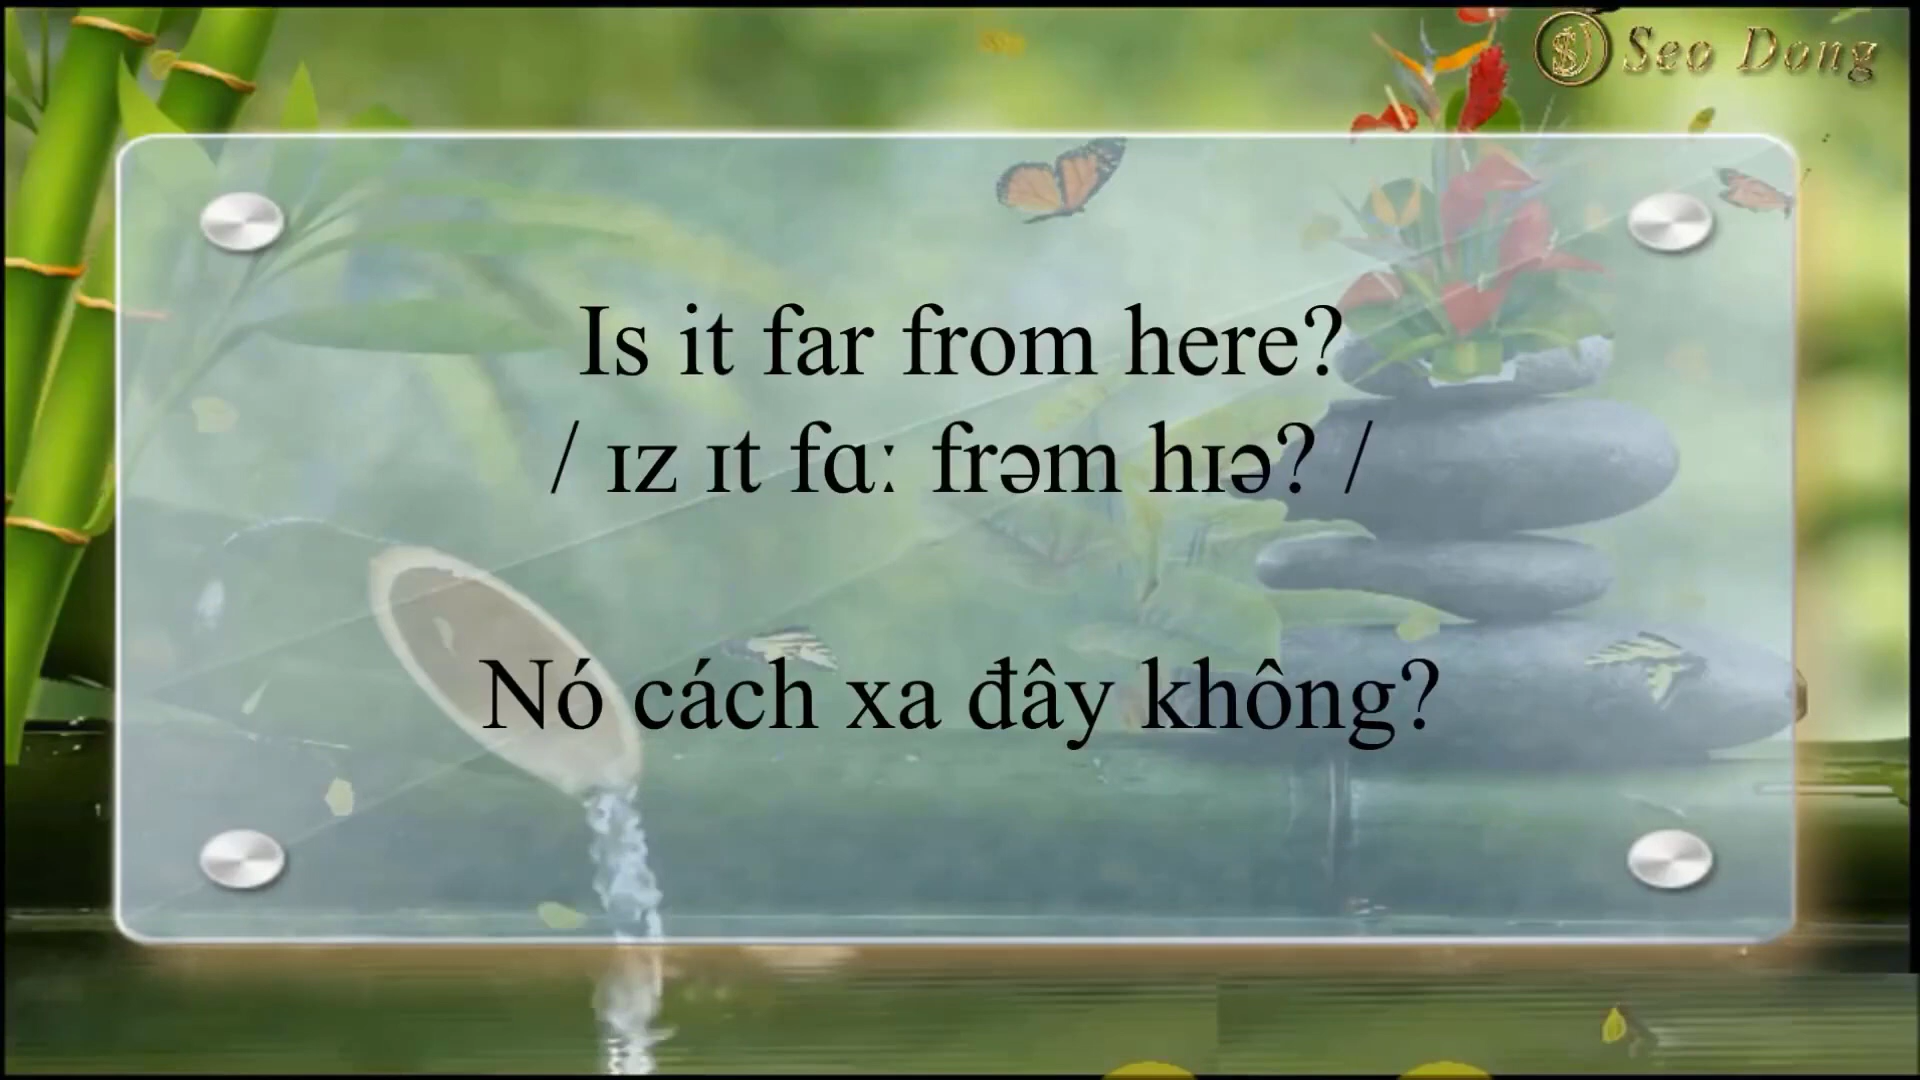 Seo Dong
Is it far from here?
/ ɪz ɪt fɑː frəm hɪə? /
Nó cách xa đây không?